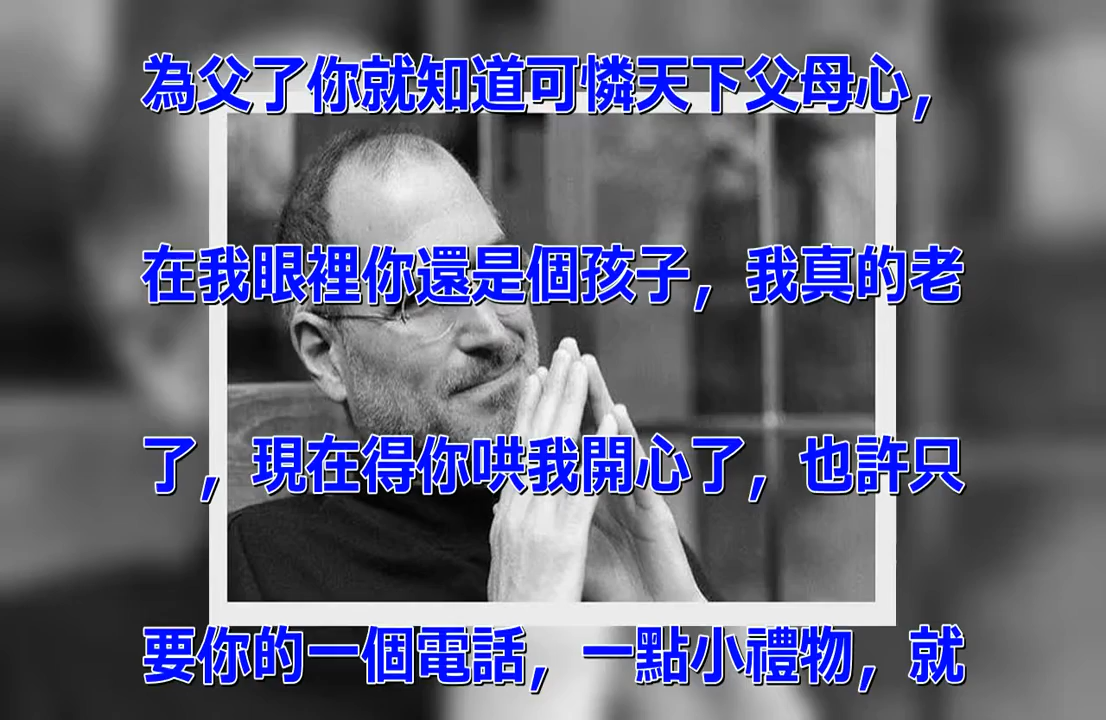 為父了你就知道可憐天下父母心，
在我眼裡你還是個孩子，我真的老
了，現在得你哄我開心了，也許只
要你的一個電話，一點小禮物，就